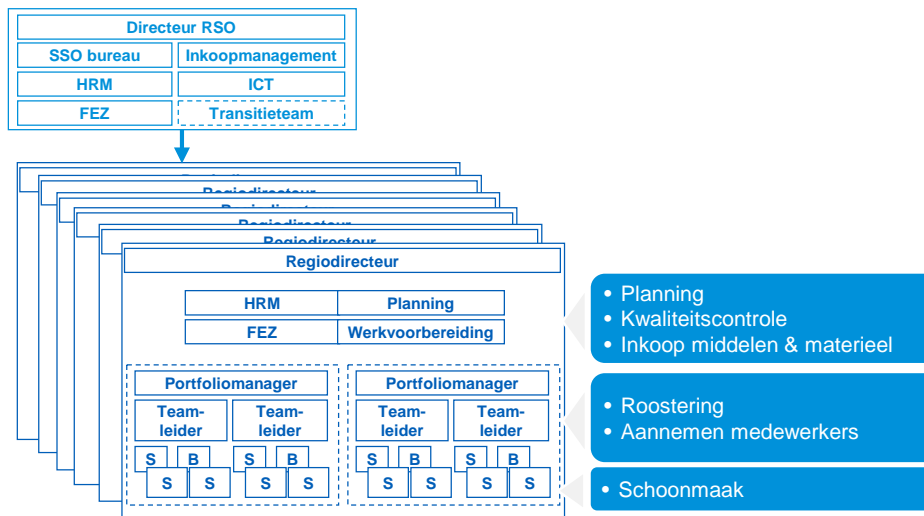 Directeur RSO
SSO bureau
Inkoopmanagement
HRM
ICT
FEZ
Transitieteam
Regiodirecteur
Regiodirecteur
Regiodirecteur
Regiodirecteur
Regiodirecteur
HRM
Planning
FEZ
Werkvoorbereiding
Portfoliomanager
Portfoliomanager
Team-
leider
Team-
leider
Team-
leider
Team-
leider
S
B
S
B
S
B
S
B
S
S
S
S
S
S
S
S
• Planning
• Kwaliteitscontrole
• Inkoop middelen & materieel
• Roostering
• Aannemen medewerkers
• Schoonmaak